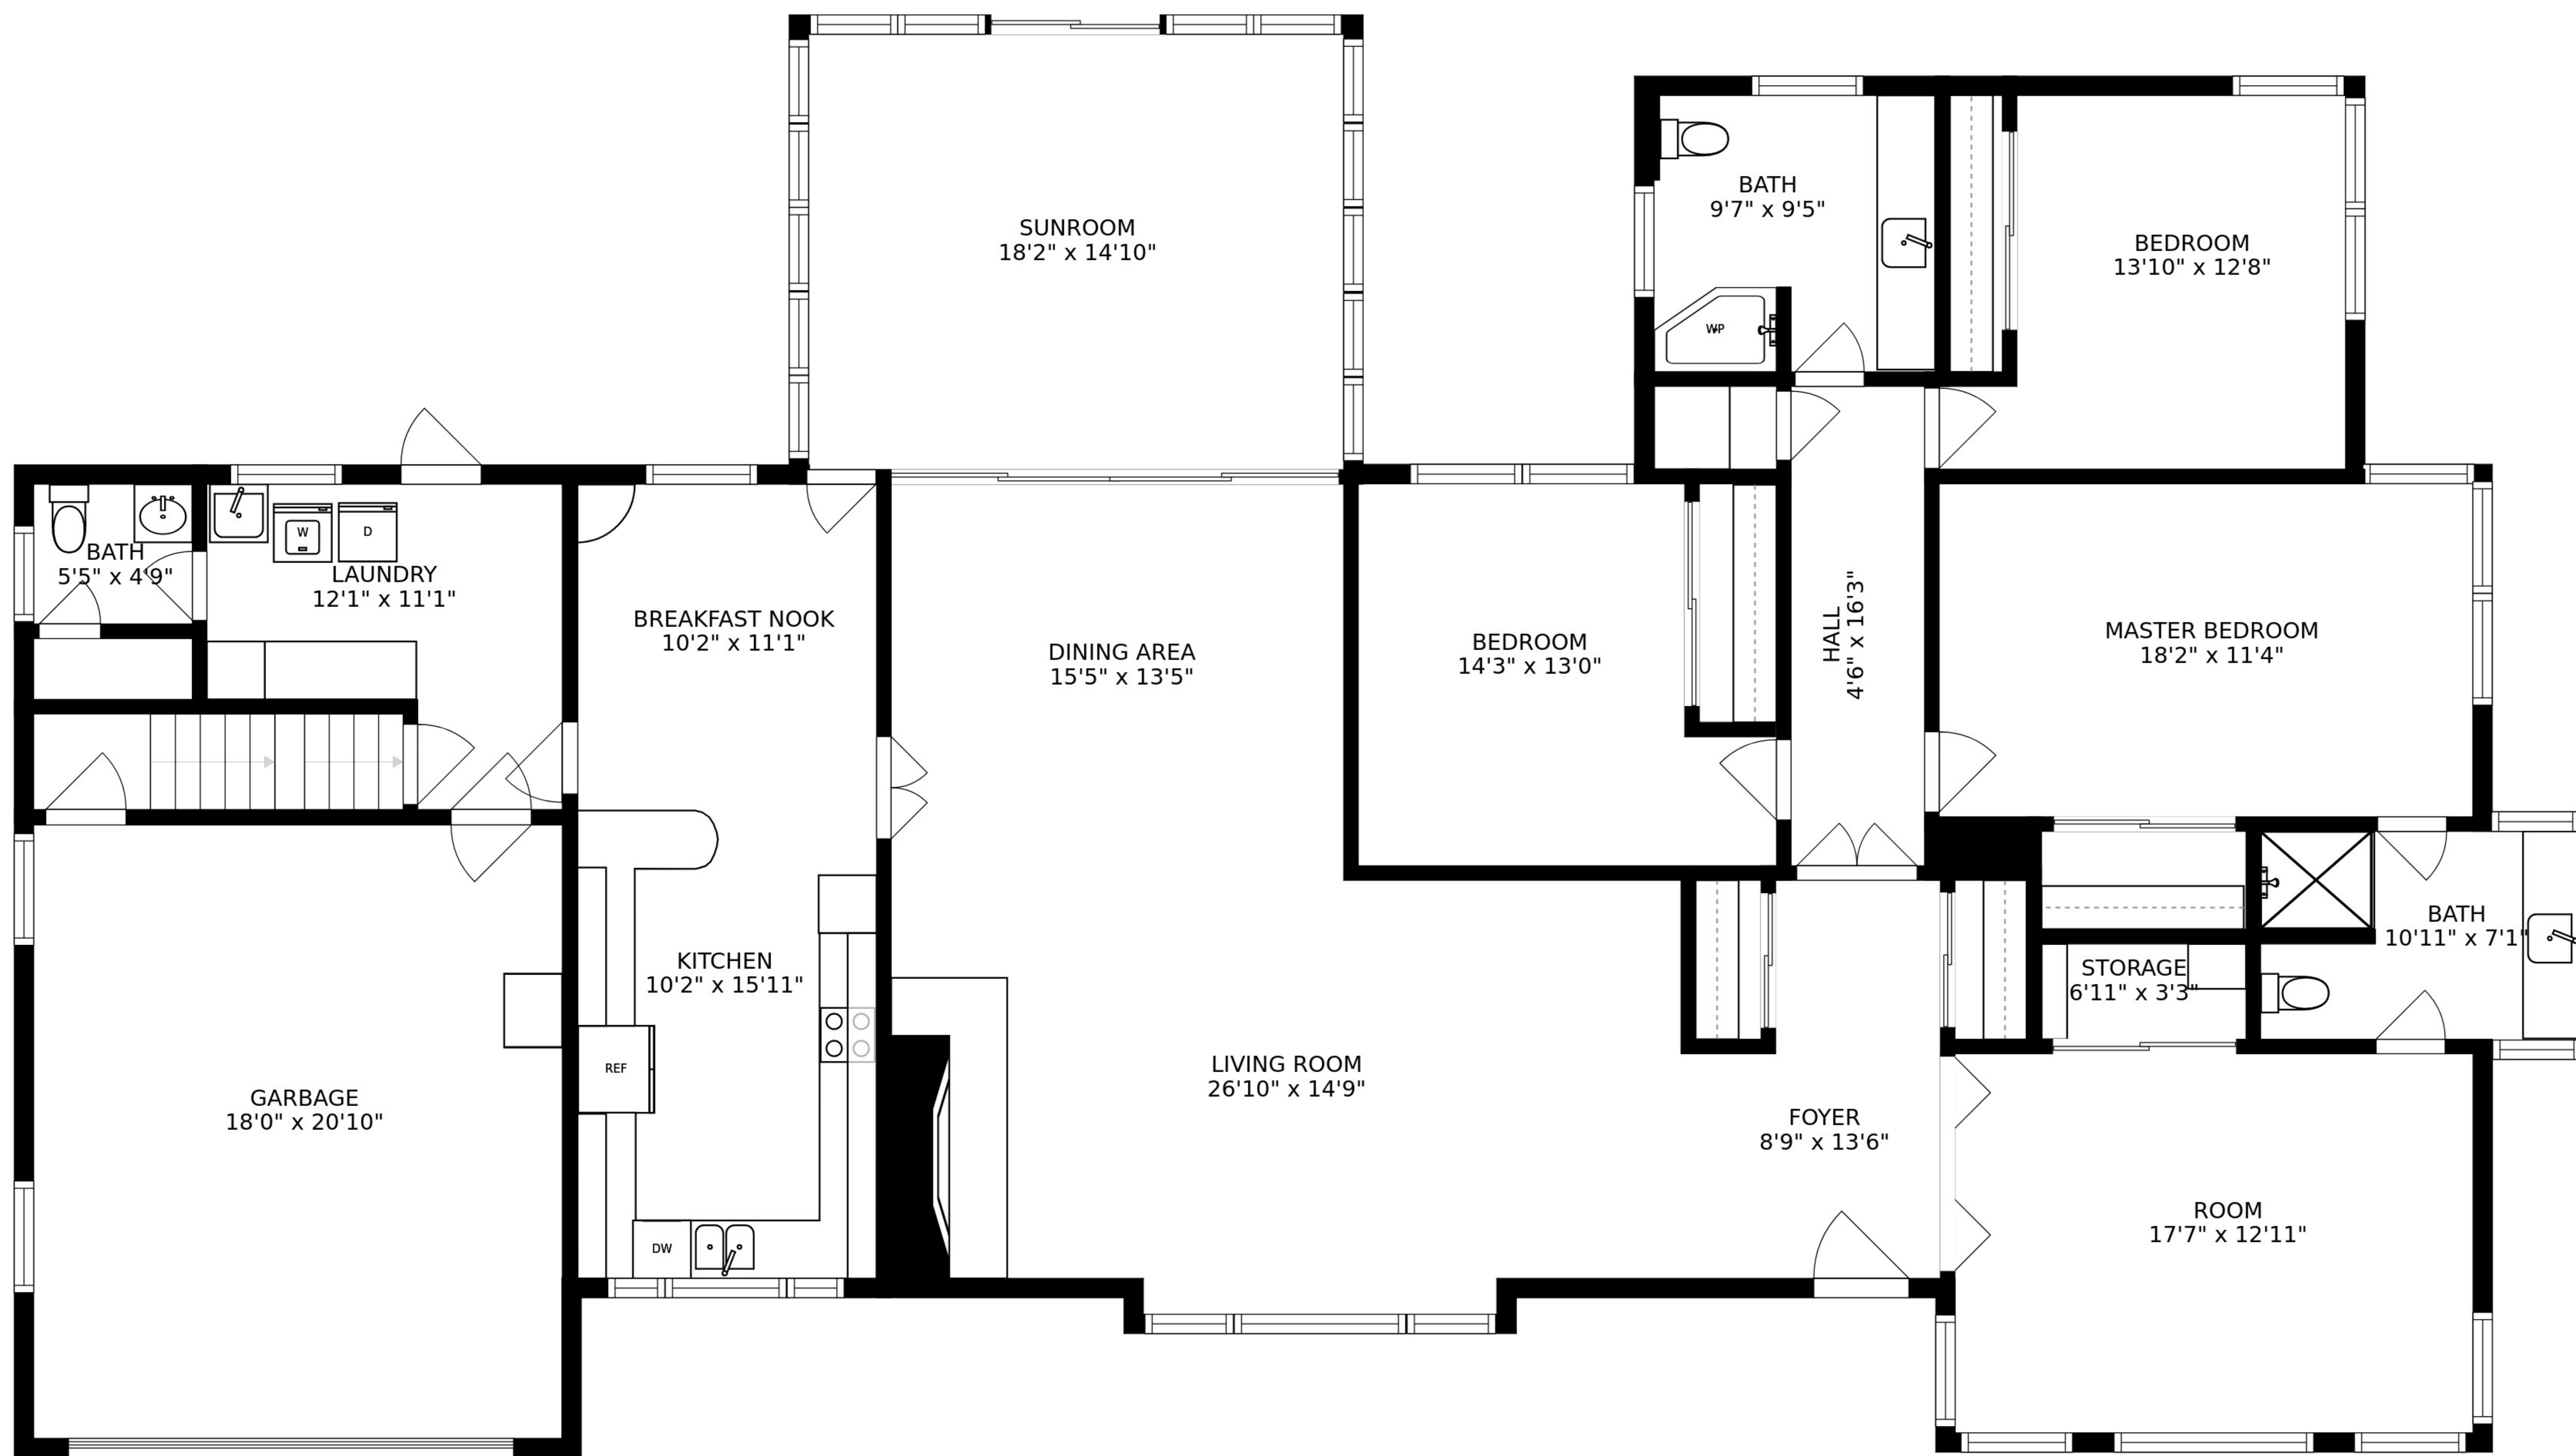 SUNROOM
18'2" x 14'10"
BATH
9'7" x 9'5"
WP
BEDROOM
13'10" x 12'8"
BATH
5'5" x 4'9"
W
D
LAUNDRY
12'1" x 11'1"
BREAKFAST NOOK
10'2" x 11'1"
DINING AREA
15'5" x 13'5"
BEDROOM
14'3" x 13'0"
HALL
4'6" x 16'3"
MASTER BEDROOM
18'2" x 11'4"
KITCHEN
10'2" x 15'11"
REF
DW
STORAGE
6'11" x 3'3"
BATH
10'11" x 7'1"
GARBAGE
18'0" x 20'10"
LIVING ROOM
26'10" x 14'9"
FOYER
8'9" x 13'6"
ROOM
17'7" x 12'11"